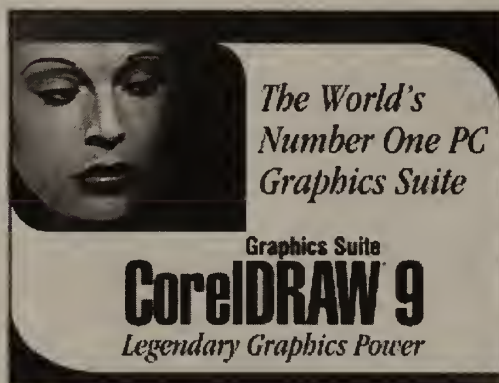 The World's
Number One PC
Graphics Suite
Graphics Suite
CorelDRAW 9
Legendary Graphics Power